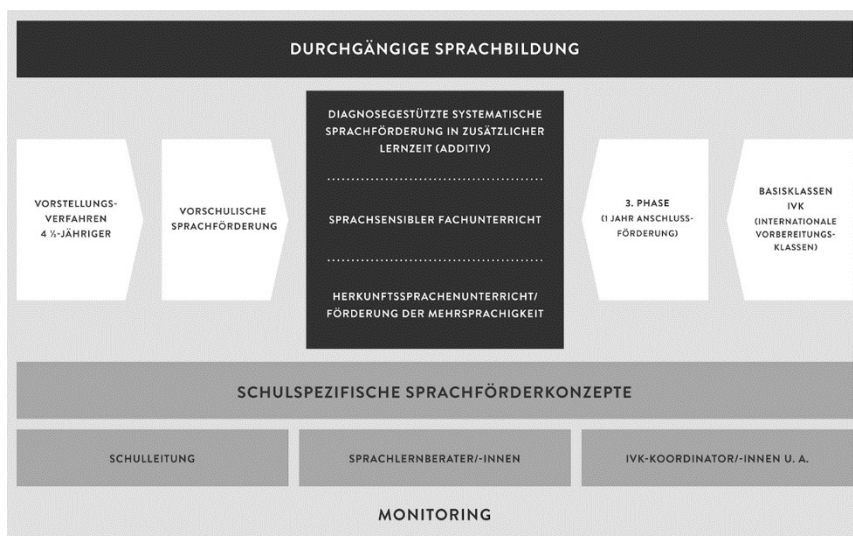 DURCHGÄNGIGE SPRACHBILDUNG
VORSTELLUNGS-
VERFAHREN
4 ½-JÄHRIGER
VORSCHULISCHE
SPRACHFÖRDERUNG
DIAGNOSEGESTÜTZTE SYSTEMATISCHE
SPRACHFÖRDERUNG IN ZUSÄTZLICHER
LERNZEIT (ADDITIV)
SPRACHSENSIBLER FACHUNTERRICHT
HERKUNFTSSPRACHENUNTERRICHT/
FÖRDERUNG DER MEHRSPRACHIGKEIT
3. PHASE
(1 JAHR ANSCHLUSS-
FÖRDERUNG)
BASISKLASSEN
IVK
(INTERNATIONALE
VORBEREITUNGS-
KLASSEN)
SCHULSPEZIFISCHE SPRACHFÖRDERKONZEPTE
SCHULLEITUNG
SPRACHLERNBERATER/-INNEN
IVK-KOORDINATOR/-INNEN U. A.
MONITORING